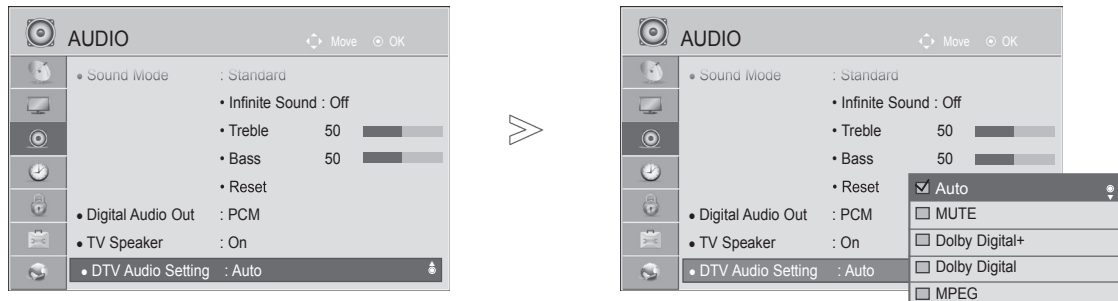 AUDIO
Move
OK
• Sound Mode : Standard
• Infinite Sound : Off
• Treble 50
• Bass 50
• Reset
• Digital Audio Out : PCM
• TV Speaker : On
• DTV Audio Setting : Auto
AUDIO
Move
OK
• Sound Mode : Standard
• Infinite Sound : Off
• Treble 50
• Bass 50
• Reset
• Digital Audio Out : PCM
• TV Speaker : On
• DTV Audio Setting : Auto
Auto
MUTE
Dolby Digital+
Dolby Digital
MPEG